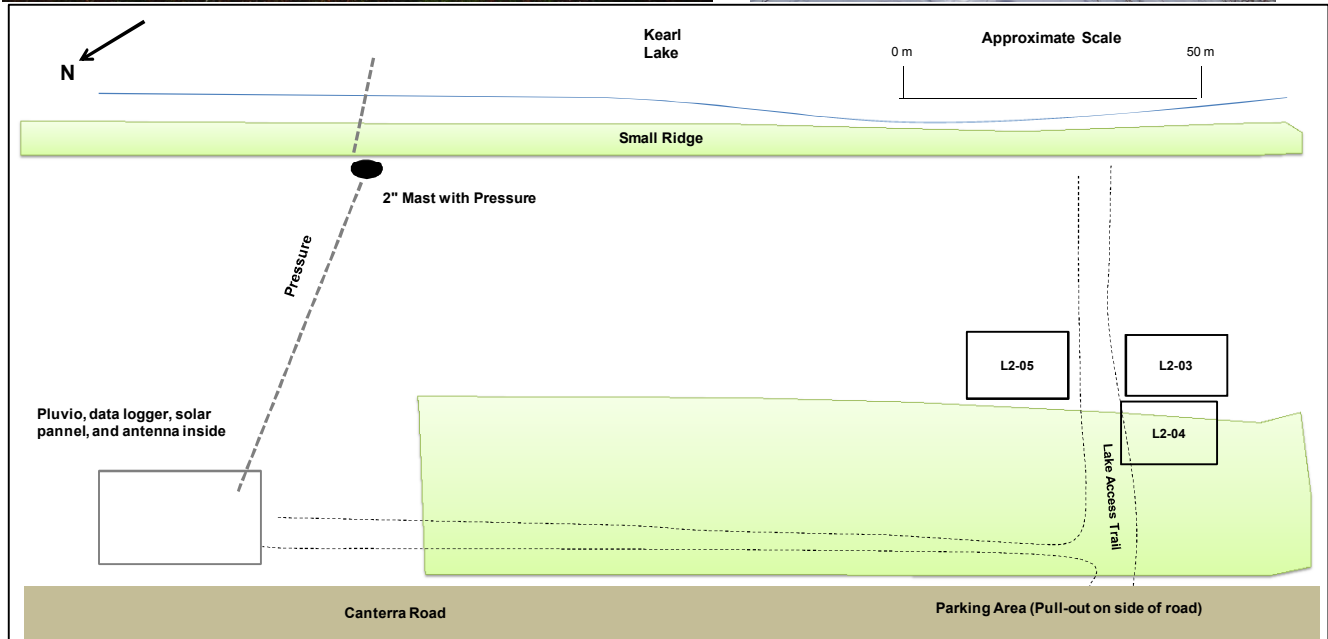 N
Kearl
Lake
Approximate Scale
0 m
50 m
Small Ridge
2" Mast with Pressure
Pressure
L2-05
L2-03
L2-04
Pluvio, data logger, solar
pannel, and antenna inside
Lake Access Trail
Canterra Road
Parking Area (Pull-out on side of road)